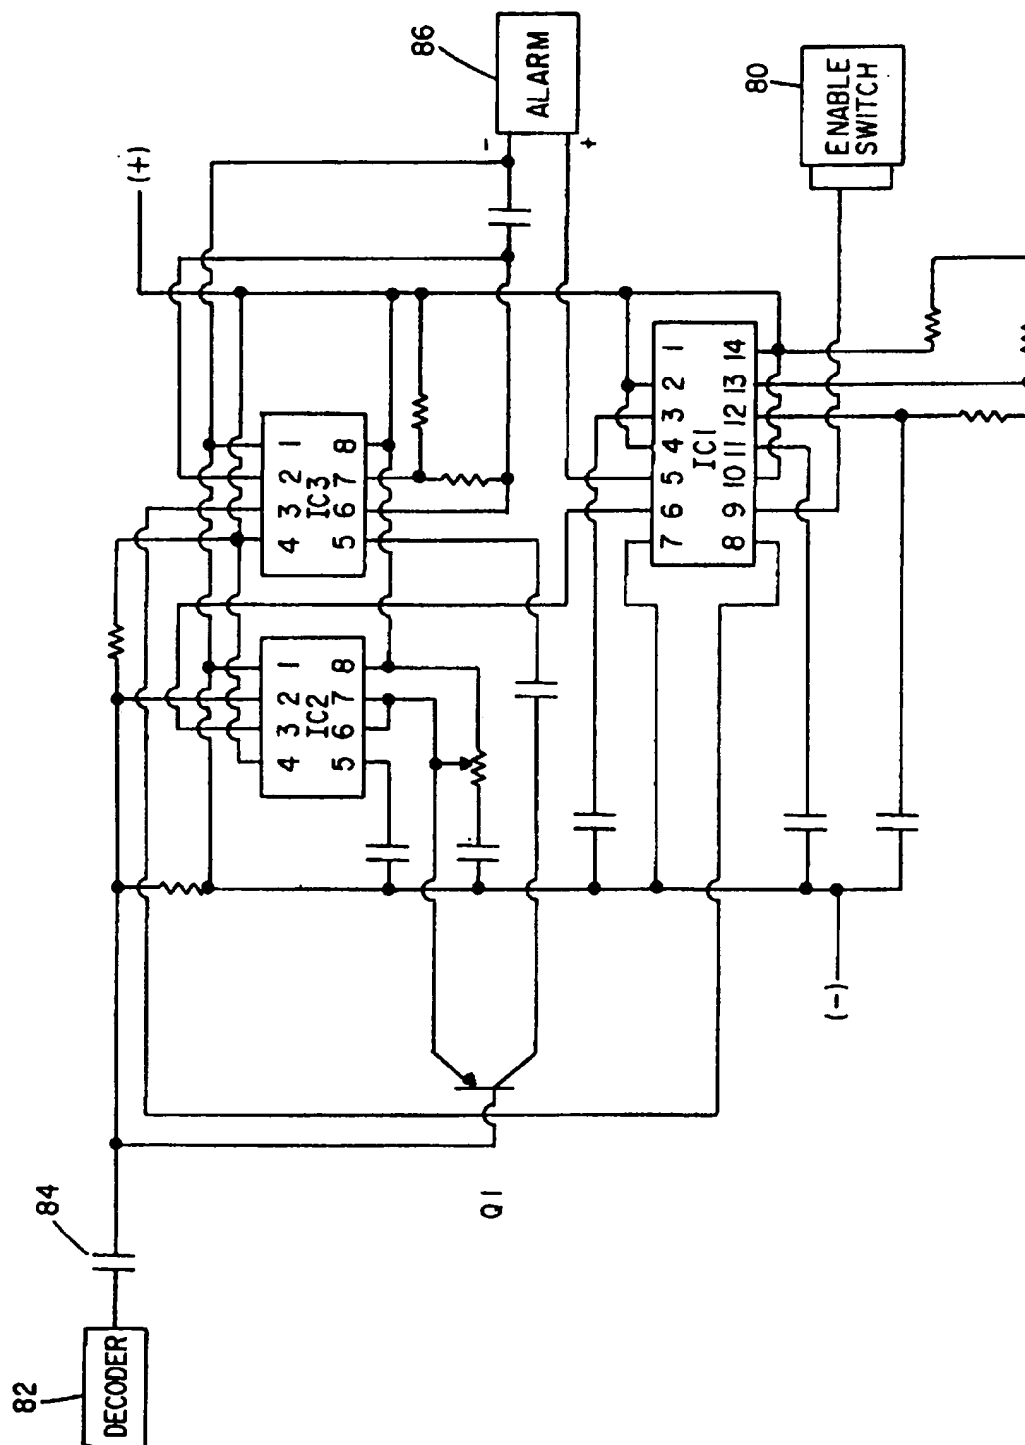 82
DECODER
84
Q1
(-)
(+)
86
ALARM
-
+
80
ENABLE
SWITCH
4 3 2 1
IC2
5 6 7 8
4 3 2 1
IC3
5 6 7 8
7 6 5 4 3 2 1
IC1
8 9 10 11 12 13 14